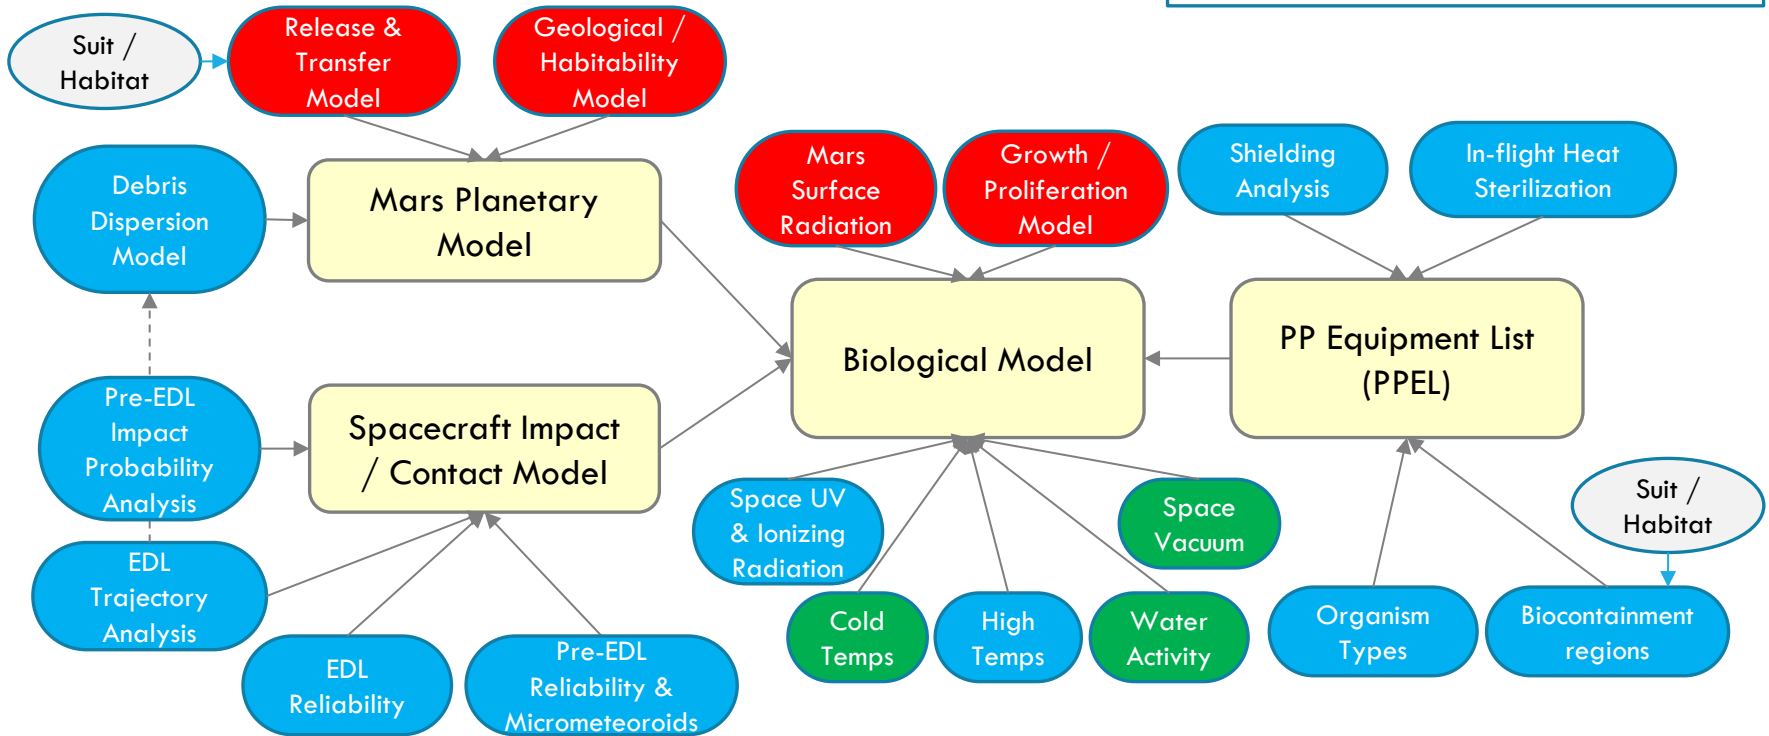 Suit /
Habitat
Release &
Transfer
Model
Geological /
Habitability
Model
Debris
Dispersion
Model
Mars Planetary
Model
Mars
Surface
Radiation
Growth /
Proliferation
Model
Shielding
Analysis
In-flight Heat
Sterilization
Pre-EDL
Impact
Probability
Analysis
Spacecraft Impact
/ Contact Model
Biological Model
PP Equipment List
(PPEL)
EDL
Trajectory
Analysis
EDL
Reliability
Pre-EDL
Reliability &
Micrometeoroids
Space UV
& Ionizing
Radiation
Cold
Temps
High
Temps
Water
Activity
Space
Vacuum
Organism
Types
Suit /
Habitat
Biocontainment
regions